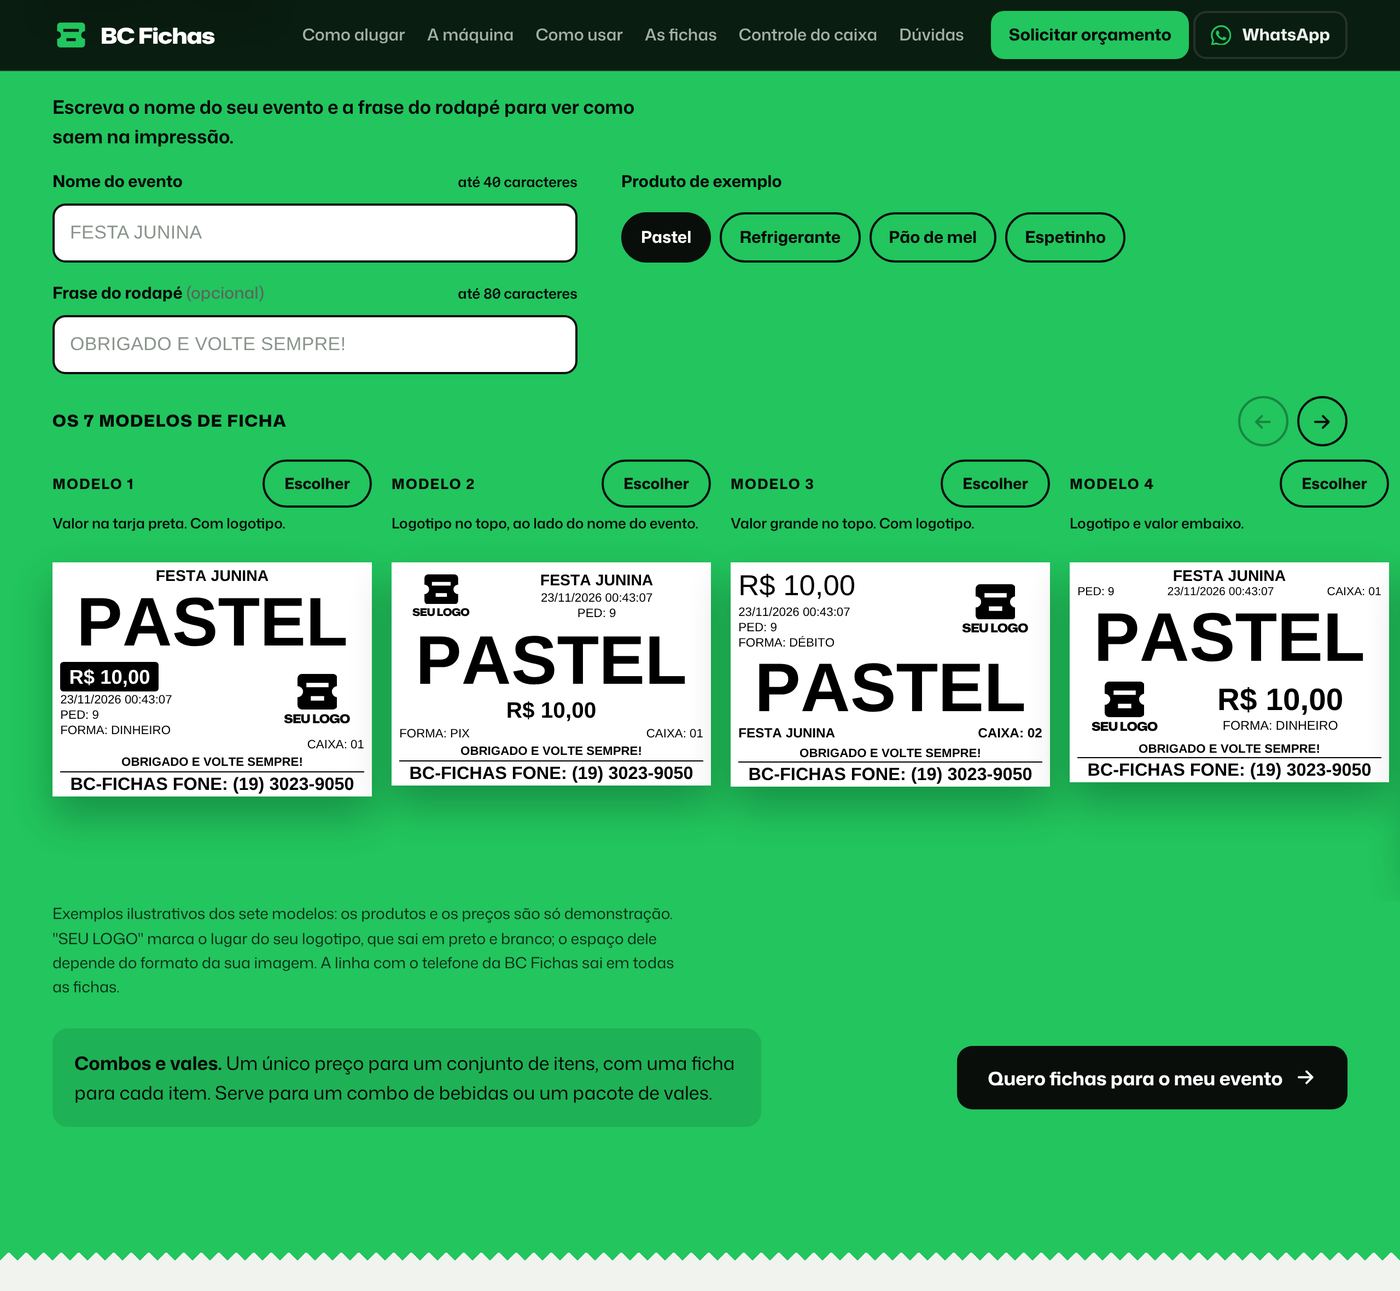 BC Fichas
Como alugar
A máquina
Como usar
As fichas
Controle do caixa
Dúvidas
Solicitar orçamento
WhatsApp
Escreva o nome do seu evento e a frase do rodapé para ver como
saem na impressão.
Nome do evento
até 40 caracteres
FESTA JUNINA
Produto de exemplo
Pastel
Refrigerante
Pão de mel
Espetinho
Frase do rodapé (opcional)
até 80 caracteres
OBRIGADO E VOLTE SEMPRE!
OS 7 MODELOS DE FICHA
MODELO 1
Escolher
Valor na tarja preta. Com logotipo.
FESTA JUNINA
PASTEL
R$ 10,00
23/11/2026 00:43:07
PED: 9
FORMA: DINHEIRO
SEU LOGO
CAIXA: 01
OBRIGADO E VOLTE SEMPRE!
BC-FICHAS FONE: (19) 3023-9050
MODELO 2
Escolher
Logotipo no topo, ao lado do nome do evento.
SEU LOGO
FESTA JUNINA
23/11/2026 00:43:07
PED: 9
PASTEL
R$ 10,00
FORMA: PIX
CAIXA: 01
OBRIGADO E VOLTE SEMPRE!
BC-FICHAS FONE: (19) 3023-9050
MODELO 3
Escolher
Valor grande no topo. Com logotipo.
R$ 10,00
23/11/2026 00:43:07
PED: 9
FORMA: DÉBITO
SEU LOGO
PASTEL
FESTA JUNINA
CAIXA: 02
OBRIGADO E VOLTE SEMPRE!
BC-FICHAS FONE: (19) 3023-9050
MODELO 4
Escolher
Logotipo e valor embaixo.
FESTA JUNINA
PED: 9
23/11/2026 00:43:07
CAIXA: 01
PASTEL
SEU LOGO
R$ 10,00
FORMA: DINHEIRO
OBRIGADO E VOLTE SEMPRE!
BC-FICHAS FONE: (19) 3023-9050
Exemplos ilustrativos dos sete modelos: os produtos e os preços são só demonstração.
"SEU LOGO" marca o lugar do seu logotipo, que sai em preto e branco; o espaço dele
depende do formato da sua imagem. A linha com o telefone da BC Fichas sai em todas
as fichas.
Combos e vales. Um único preço para um conjunto de itens, com uma ficha
para cada item. Serve para um combo de bebidas ou um pacote de vales.
Quero fichas para o meu evento